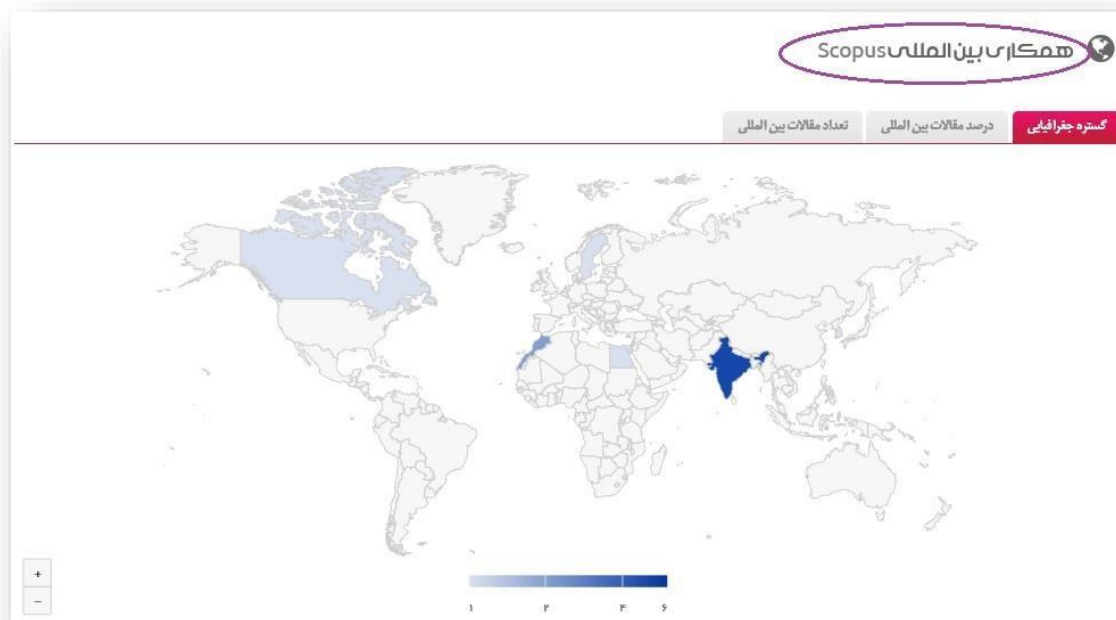 همکاری بین المللی Scopus
گستره جغرافیایی
درصد مقالات بین المللی
تعداد مقالات بین المللی
+
−
۱ ۲ ۴ ۶